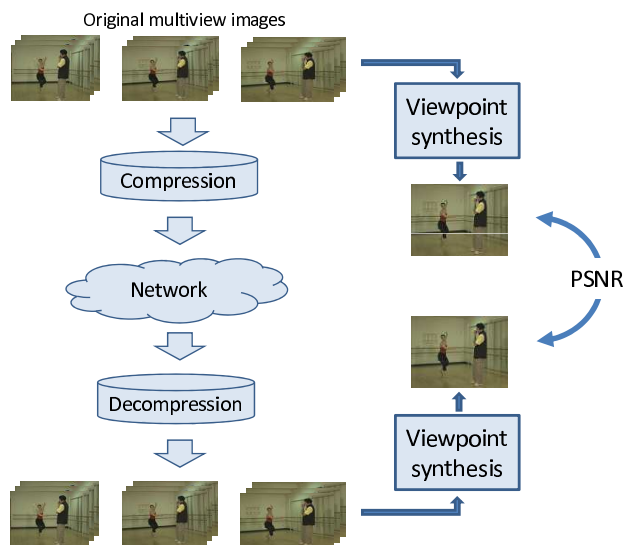 Original multiview images
Viewpoint
synthesis
Compression
Network
PSNR
Decompression
Viewpoint
synthesis